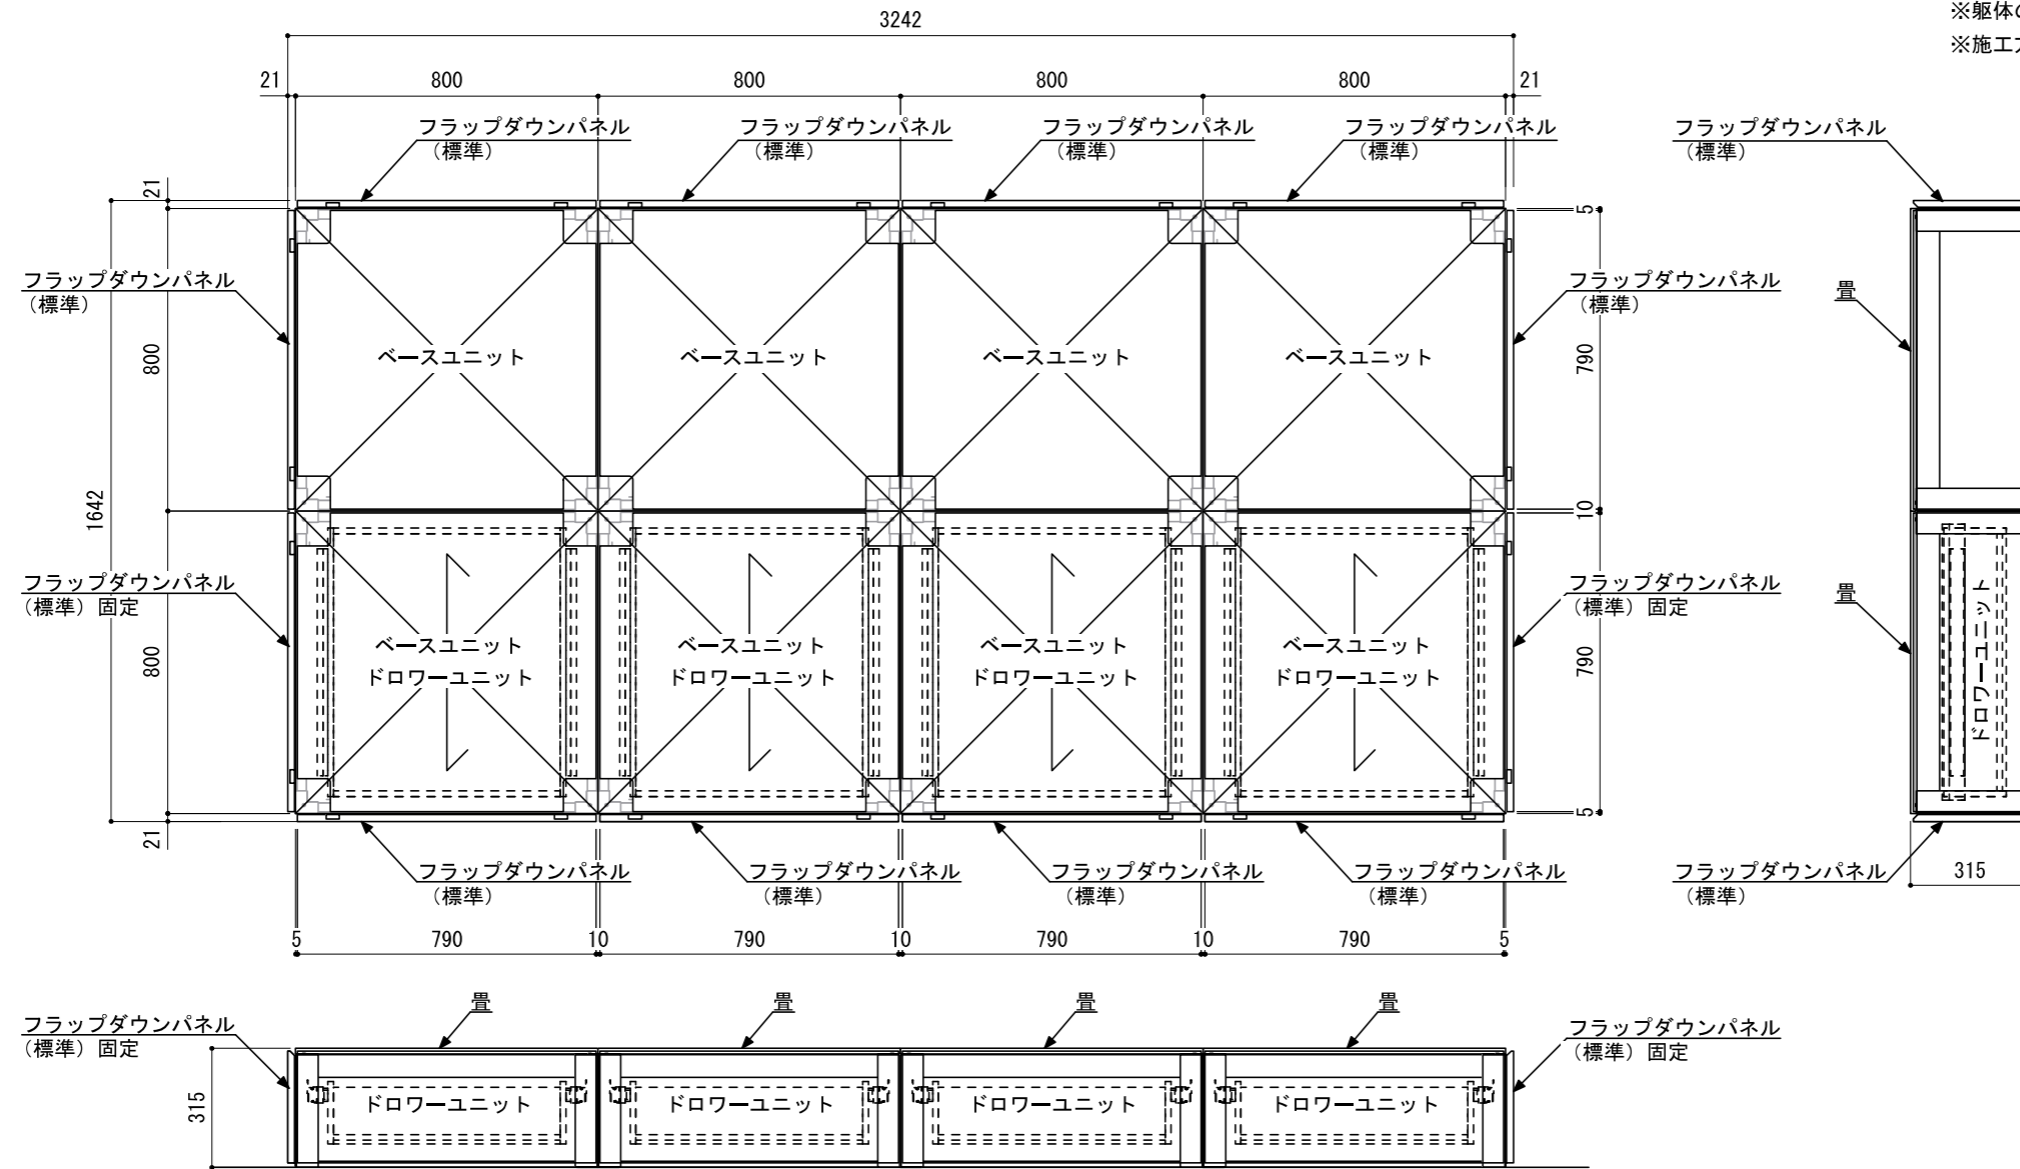 ※躯体
※施工
3242
21 800 800 800 800 21
フラップダウンパネル
（標準）
フラップダウンパネル
（標準）
フラップダウンパネル
（標準）
フラップダウンパネル
（標準）
フラップダウンパネル
（標準）
21
5
フラップダウンパネル
（標準）
フラップダウンパネル
（標準）
畳
800
ベースユニット
ベースユニット
ベースユニット
ベースユニット
790
1642
10
フラップダウンパネル
（標準）固定
フラップダウンパネル
（標準）固定
畳
800
ベースユニット
ドロワーユニット
ベースユニット
ドロワーユニット
ベースユニット
ドロワーユニット
ベースユニット
ドロワーユニット
790
ドロワーユニット
21
5
フラップダウンパネル
（標準）
フラップダウンパネル
（標準）
フラップダウンパネル
（標準）
フラップダウンパネル
（標準）
フラップダウンパネル
（標準）
315
5 790 10 790 10 790 10 790 5
畳
畳
畳
畳
フラップダウンパネル
（標準）固定
フラップダウンパネル
（標準）固定
315
ドロワーユニット
ドロワーユニット
ドロワーユニット
ドロワーユニット